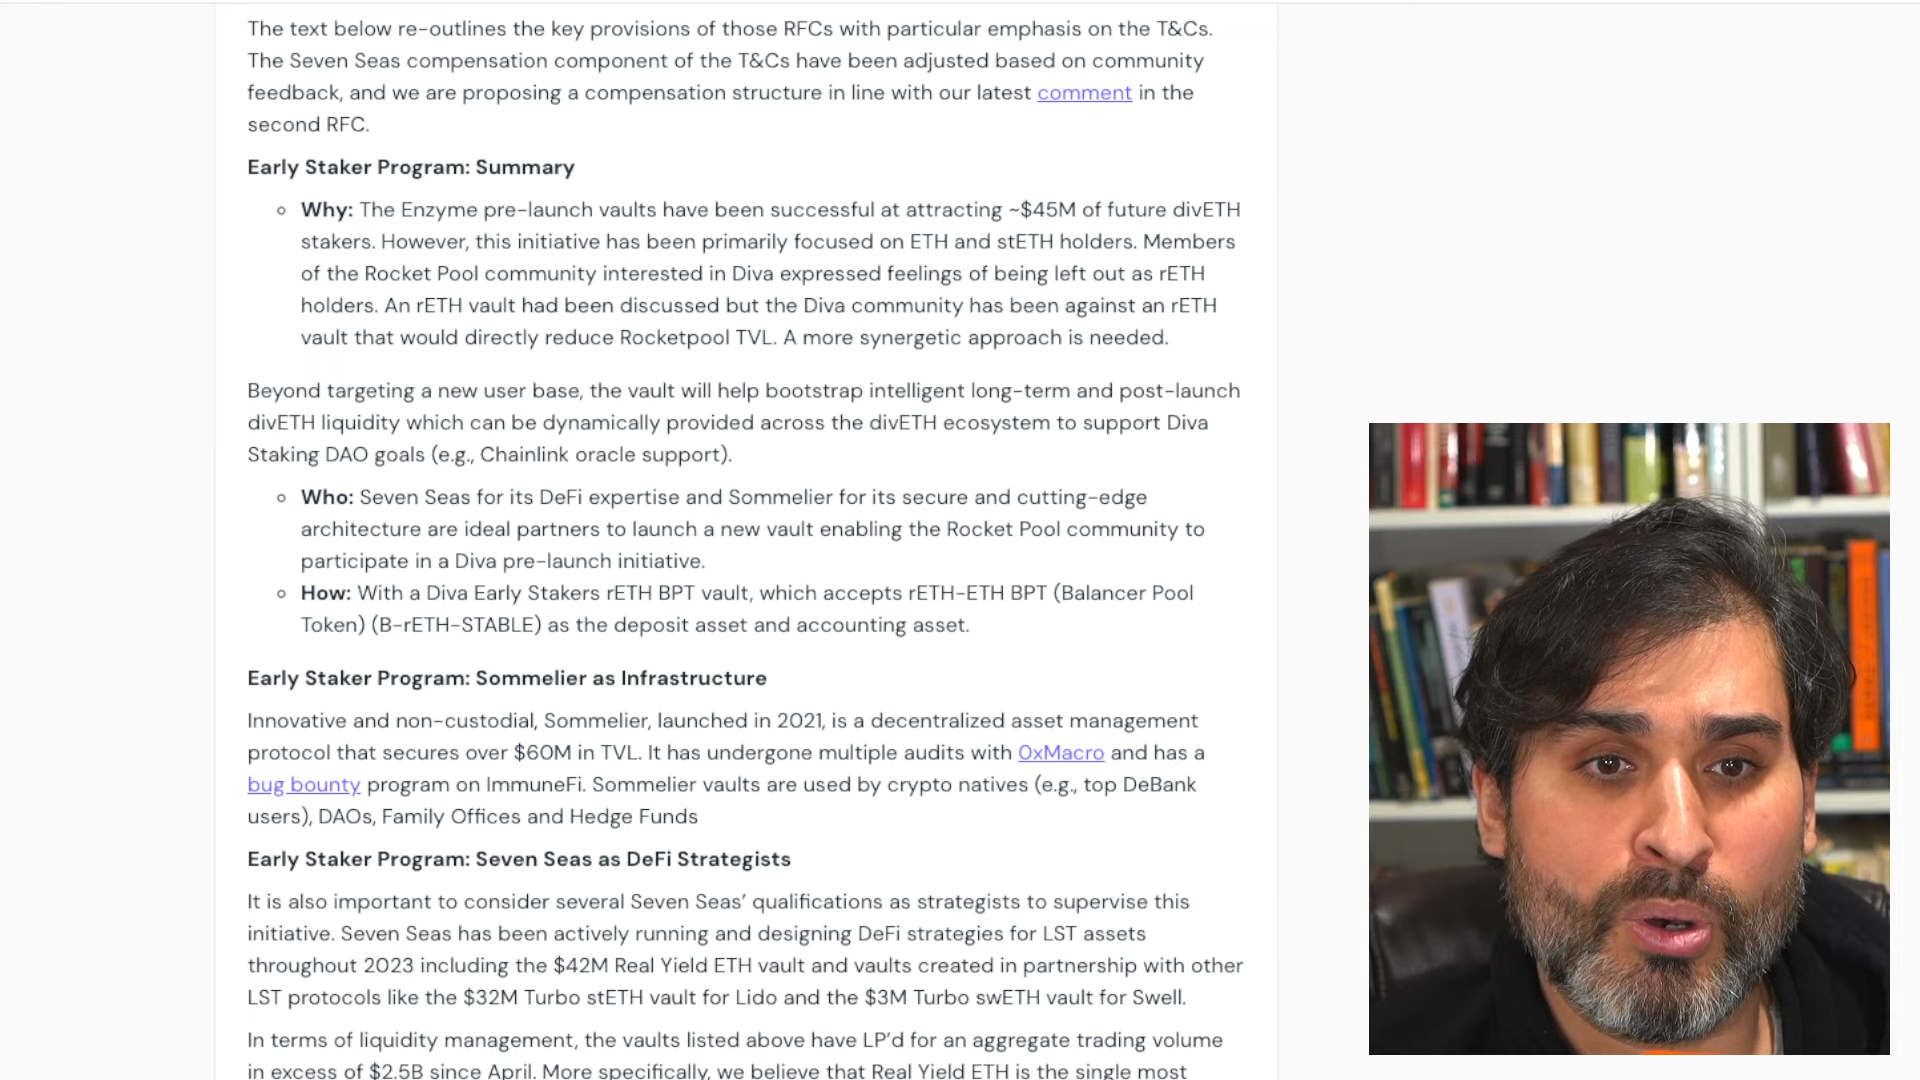 The text below re-outlines the key provisions of those RFCs with particular emphasis on the T&Cs.
The Seven Seas compensation component of the T&Cs have been adjusted based on community
feedback, and we are proposing a compensation structure in line with our latest comment in the
second RFC.
Early Staker Program: Summary
Why: The Enzyme pre-launch vaults have been successful at attracting ~$45M of future divETH
stakers. However, this initiative has been primarily focused on ETH and stETH holders. Members
of the Rocket Pool community interested in Diva expressed feelings of being left out as rETH
holders. An rETH vault had been discussed but the Diva community has been against an rETH
vault that would directly reduce Rocketpool TVL. A more synergetic approach is needed.
Beyond targeting a new user base, the vault will help bootstrap intelligent long-term and post-launch
divETH liquidity which can be dynamically provided across the divETH ecosystem to support Diva
Staking DAO goals (e.g., Chainlink oracle support).
Who: Seven Seas for its DeFi expertise and Sommelier for its secure and cutting-edge
architecture are ideal partners to launch a new vault enabling the Rocket Pool community to
participate in a Diva pre-launch initiative.
How: With a Diva Early Stakers rETH BPT vault, which accepts rETH-ETH BPT (Balancer Pool
Token) (B-rETH-STABLE) as the deposit asset and accounting asset.
Early Staker Program: Sommelier as Infrastructure
Innovative and non-custodial, Sommelier, launched in 2021, is a decentralized asset management
protocol that secures over $60M in TVL. It has undergone multiple audits with 0xMacro and has a
bug bounty program on ImmuneFi. Sommelier vaults are used by crypto natives (e.g., top DeBank
users), DAOs, Family Offices and Hedge Funds
Early Staker Program: Seven Seas as DeFi Strategists
It is also important to consider several Seven Seas’ qualifications as strategists to supervise this
initiative. Seven Seas has been actively running and designing DeFi strategies for LST assets
throughout 2023 including the $42M Real Yield ETH vault and vaults created in partnership with other
LST protocols like the $32M Turbo stETH vault for Lido and the $3M Turbo swETH vault for Swell.
In terms of liquidity management, the vaults listed above have LP’d for an aggregate trading volume
in excess of $2.5B since April. More specifically, we believe that Real Yield ETH is the single most